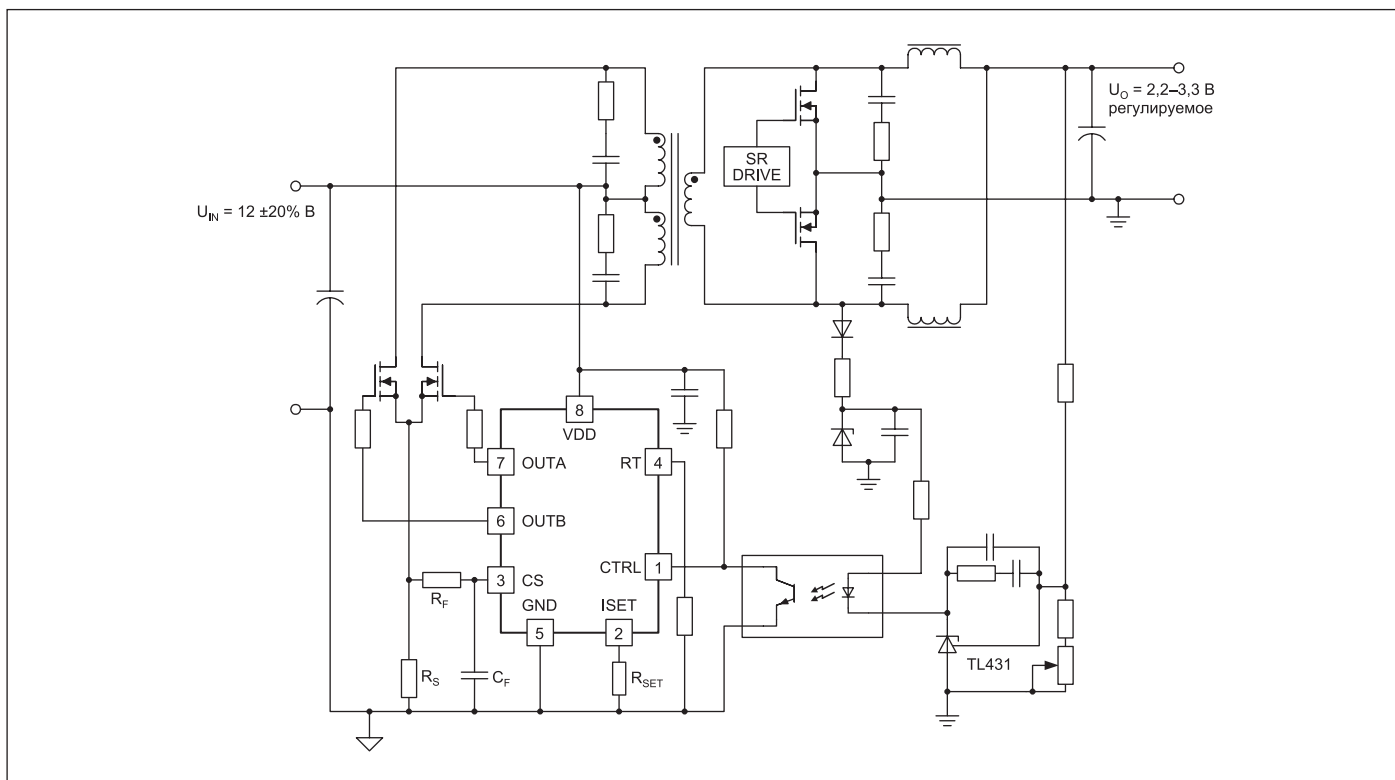 U_O = 2,2–3,3 В
регулируемое
SR
DRIVE
U_IN = 12 ±20% В
8
VDD
7 OUTA
RT 4
6 OUTB
CTRL 1
3 CS
R_F
GND
5
ISET
2
R_S
C_F
R_SET
TL431